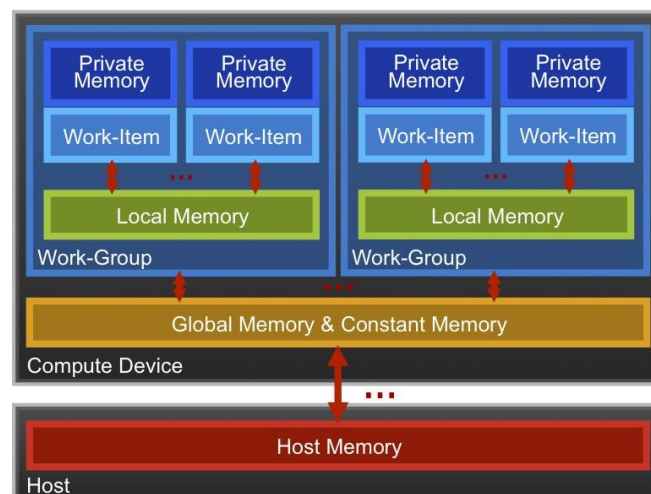 Private Memory
Private Memory
Private Memory
Private Memory
Work-Item
Work-Item
Work-Item
Work-Item
...
...
Local Memory
Local Memory
Work-Group
Work-Group
...
Global Memory & Constant Memory
Compute Device
...
Host Memory
Host